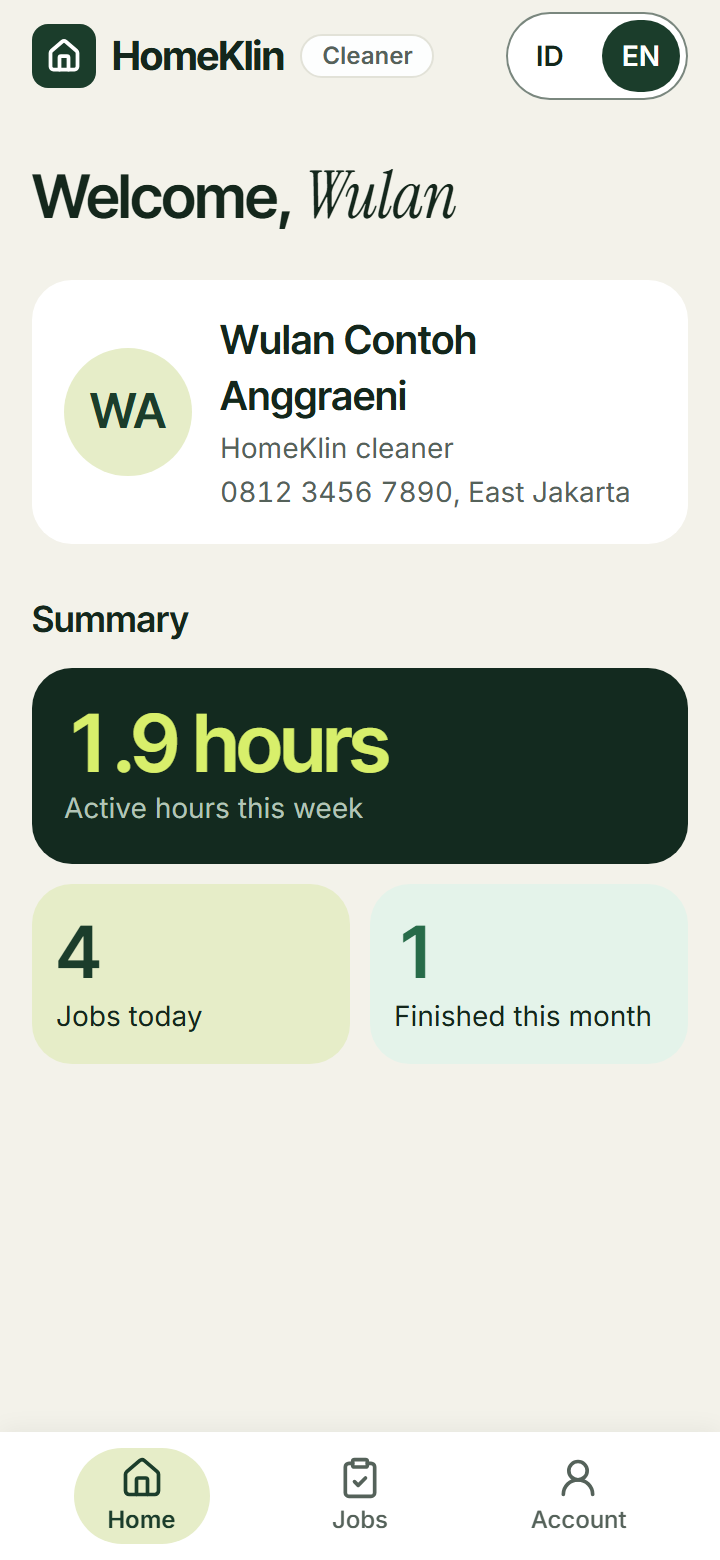 HomeKlin
Cleaner
ID
EN
Welcome, Wulan
WA
Wulan Contoh
Anggraeni
HomeKlin cleaner
0812 3456 7890, East Jakarta
Summary
1.9 hours
Active hours this week
4
Jobs today
1
Finished this month
Home
Jobs
Account